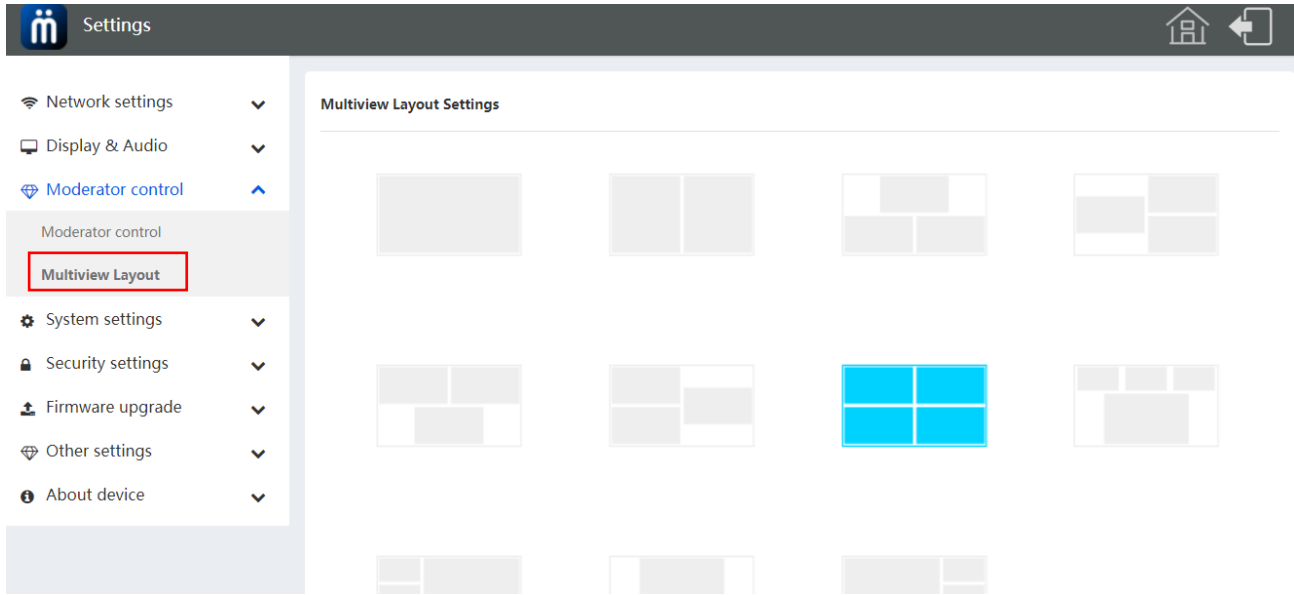 m̈ Settings
Network settings
Display & Audio
Moderator control
Moderator control
Multiview Layout
System settings
Security settings
Firmware upgrade
Other settings
About device
Multiview Layout Settings